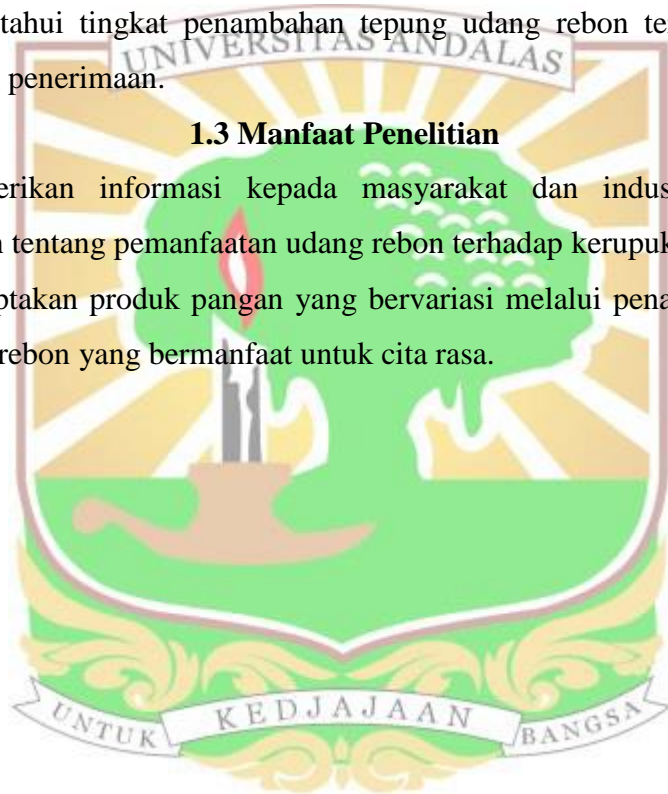 tahui tingkat penambahan tepung udang rebon
UNIVERSITAS ANDALAS
penerimaan.
1.3 Manfaat Penelitian
erikan informasi kepada masyarakat dan indus
tentang pemanfaatan udang rebon terhadap kerupuk
ptakan produk pangan yang bervariasi melalui pena
rebon yang bermanfaat untuk cita rasa.
UNTUK KEDJAJAAN BANGSA